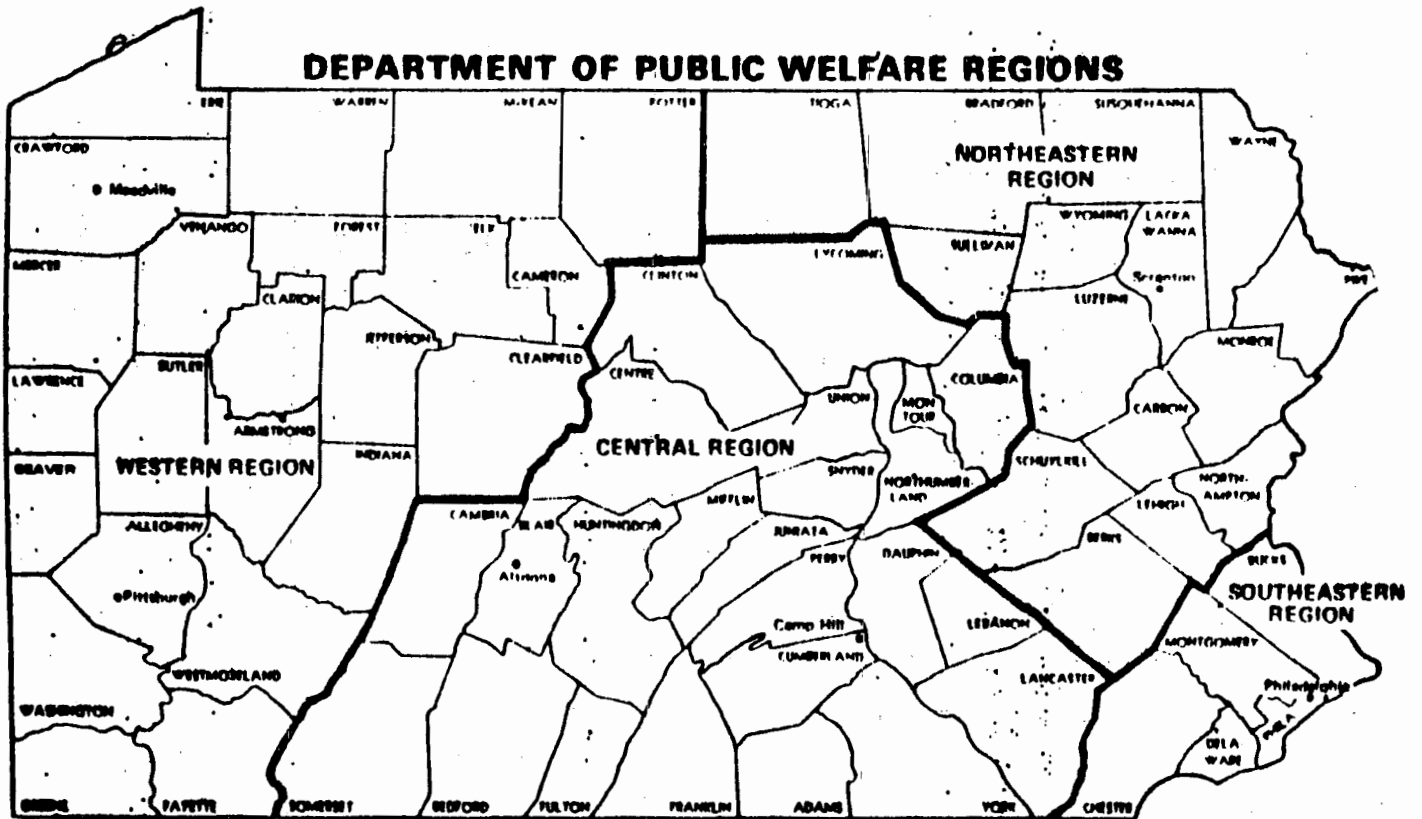 DEPARTMENT OF PUBLIC WELFARE REGIONS
ERIE
WARREN
McKEAN
POTTER
TIOGA
BRADFORD
SUSQUEHANNA
CRAWFORD
WAYNE
NORTHEASTERN
REGION
Meadville
VENANGO
FOREST
ELK
WYOMING
LACKA
WANNA
SULLIVAN
MERCER
CAMERON
CLINTON
LYCOMING
Scranton
PIKE
CLARION
LUZERNE
JEFFERSON
MONROE
CLEARFIELD
BUTLER
CENTRE
COLUMBIA
LAWRENCE
UNION
MON
TOUR
CARBON
ARMSTRONG
CENTRAL REGION
INDIANA
BEAVER
WESTERN REGION
SCHUYLKILL
SNYDER
NORTHUMBER-
LAND
NORTH-
AMPTON
MIFFLIN
LEHIGH
CAMBRIA
BLAIR
HUNTINGDON
ALLEGHENY
JUNIATA
BERKS
PERRY
DAUPHIN
BUCKS
Altoona
SOUTHEASTERN
REGION
Pittsburgh
Camp Hill
LEBANON
MONTGOMERY
CUMBERLAND
WESTMORELAND
LANCASTER
Philadelphia
WASHINGTON
PHILA
DELA
WARE
GREENE
FAYETTE
SOMERSET
BEDFORD
FULTON
FRANKLIN
ADAMS
YORK
CHESTER